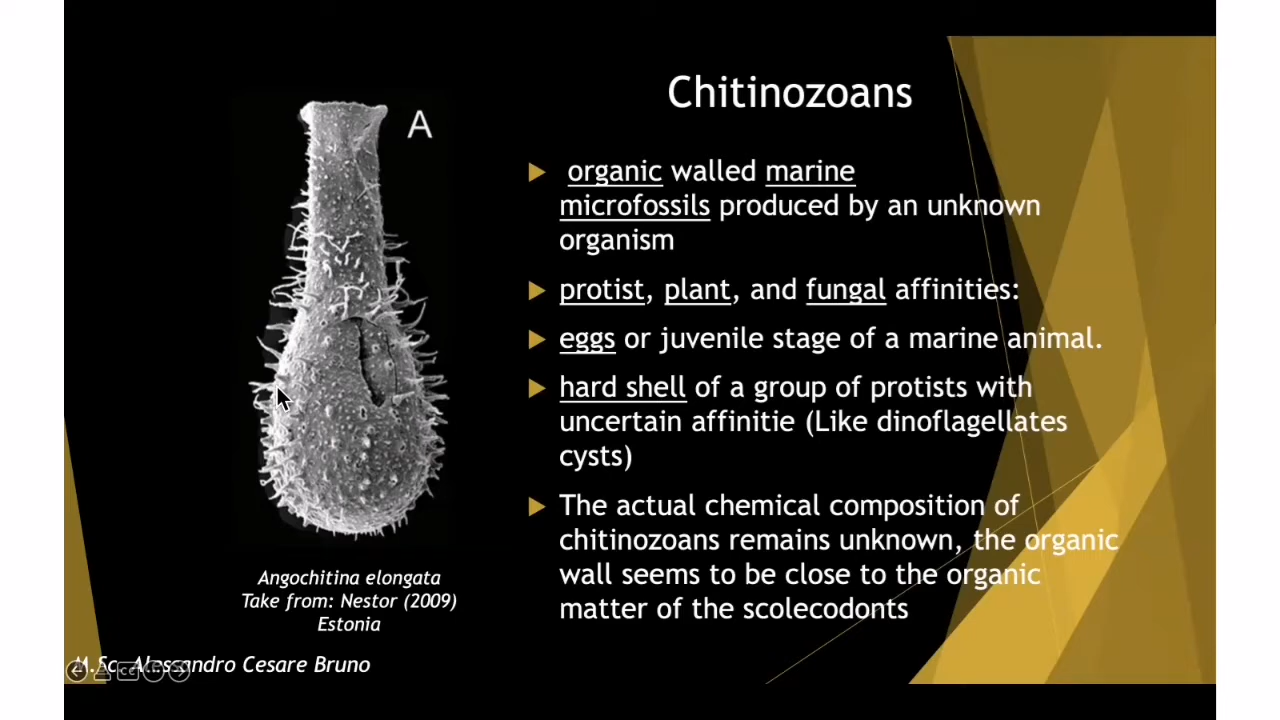 Chitinozoans
A
organic walled marine
microfossils produced by an unknown
organism
protist, plant, and fungal affinities:
eggs or juvenile stage of a marine animal.
hard shell of a group of protists with
uncertain affinitie (Like dinoflagellates
cysts)
The actual chemical composition of
chitinozoans remains unknown, the organic
wall seems to be close to the organic
matter of the scolecodonts
Angochitina elongata
Take from: Nestor (2009)
Estonia
M.Sc. Alessandro Cesare Bruno
CC